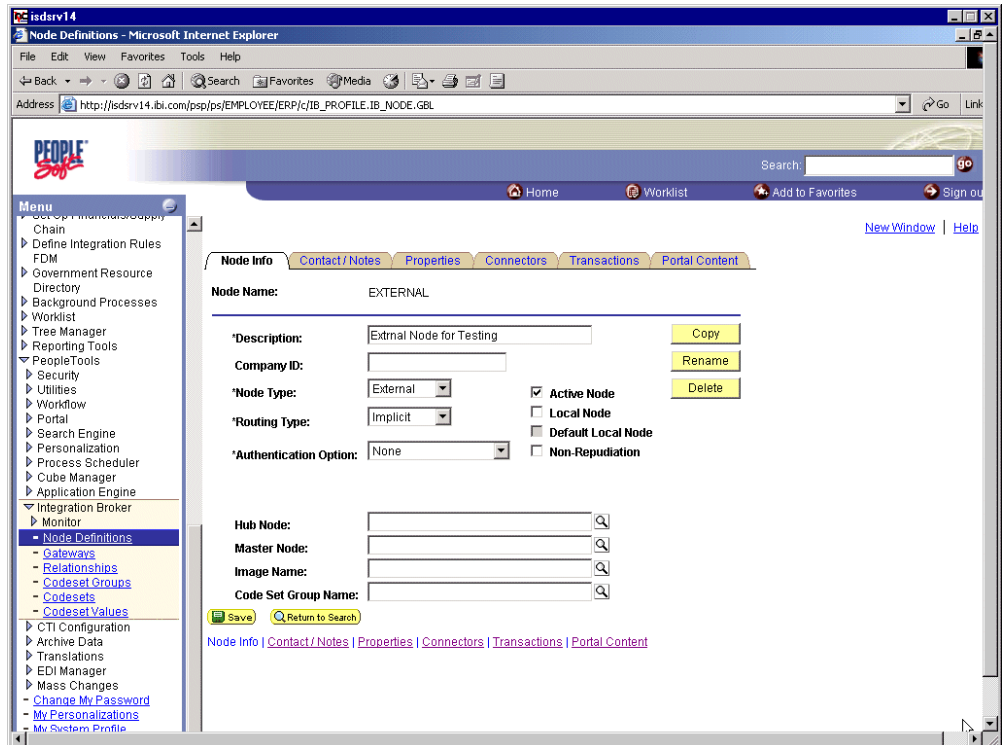 isdsrv14
Node Definitions - Microsoft Internet Explorer
File Edit View Favorites Tools Help
Back Search Favorites Media
Address http://isdsrv14.ibi.com/psp/ps/EMPLOYEE/ERP/c/IB_PROFILE.IB_NODE.GBL Go Link
PEOPLE
Soft
Search: go
Home Worklist Add to Favorites Sign ou
Menu
Set Up Financials/Supply
Chain
Define Integration Rules
FDM
Government Resource
Directory
Background Processes
Worklist
Tree Manager
Reporting Tools
PeopleTools
Security
Utilities
Workflow
Portal
Search Engine
Personalization
Process Scheduler
Cube Manager
Application Engine
Integration Broker
Monitor
- Node Definitions
- Gateways
- Relationships
- Codeset Groups
- Codesets
- Codeset Values
CTI Configuration
Archive Data
Translations
EDI Manager
Mass Changes
- Change My Password
- My Personalizations
- My System Profile
New Window | Help
Node Info Contact / Notes Properties Connectors Transactions Portal Content
Node Name: EXTERNAL
*Description: Extrnal Node for Testing Copy
Company ID: Rename
*Node Type: External Active Node Delete
Local Node
*Routing Type: Implicit
Default Local Node
*Authentication Option: None Non-Repudiation
Hub Node:
Master Node:
Image Name:
Code Set Group Name:
Save Return to Search
Node Info | Contact / Notes | Properties | Connectors | Transactions | Portal Content